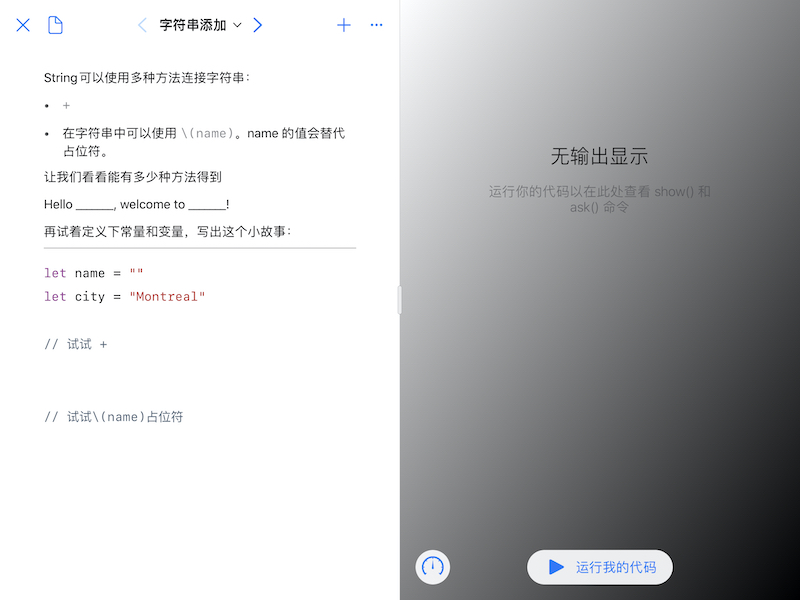 字符串添加
String可以使用多种方法连接字符串：
• +
• 在字符串中可以使用 \(name)。name 的值会替代
占位符。
让我们看看能有多少种方法得到
Hello ______, welcome to ______!
再试着定义下常量和变量，写出这个小故事：
let name = ""
let city = "Montreal"
// 试试 +
// 试试\(name)占位符
无输出显示
运行你的代码以在此处查看 show() 和
ask() 命令
运行我的代码